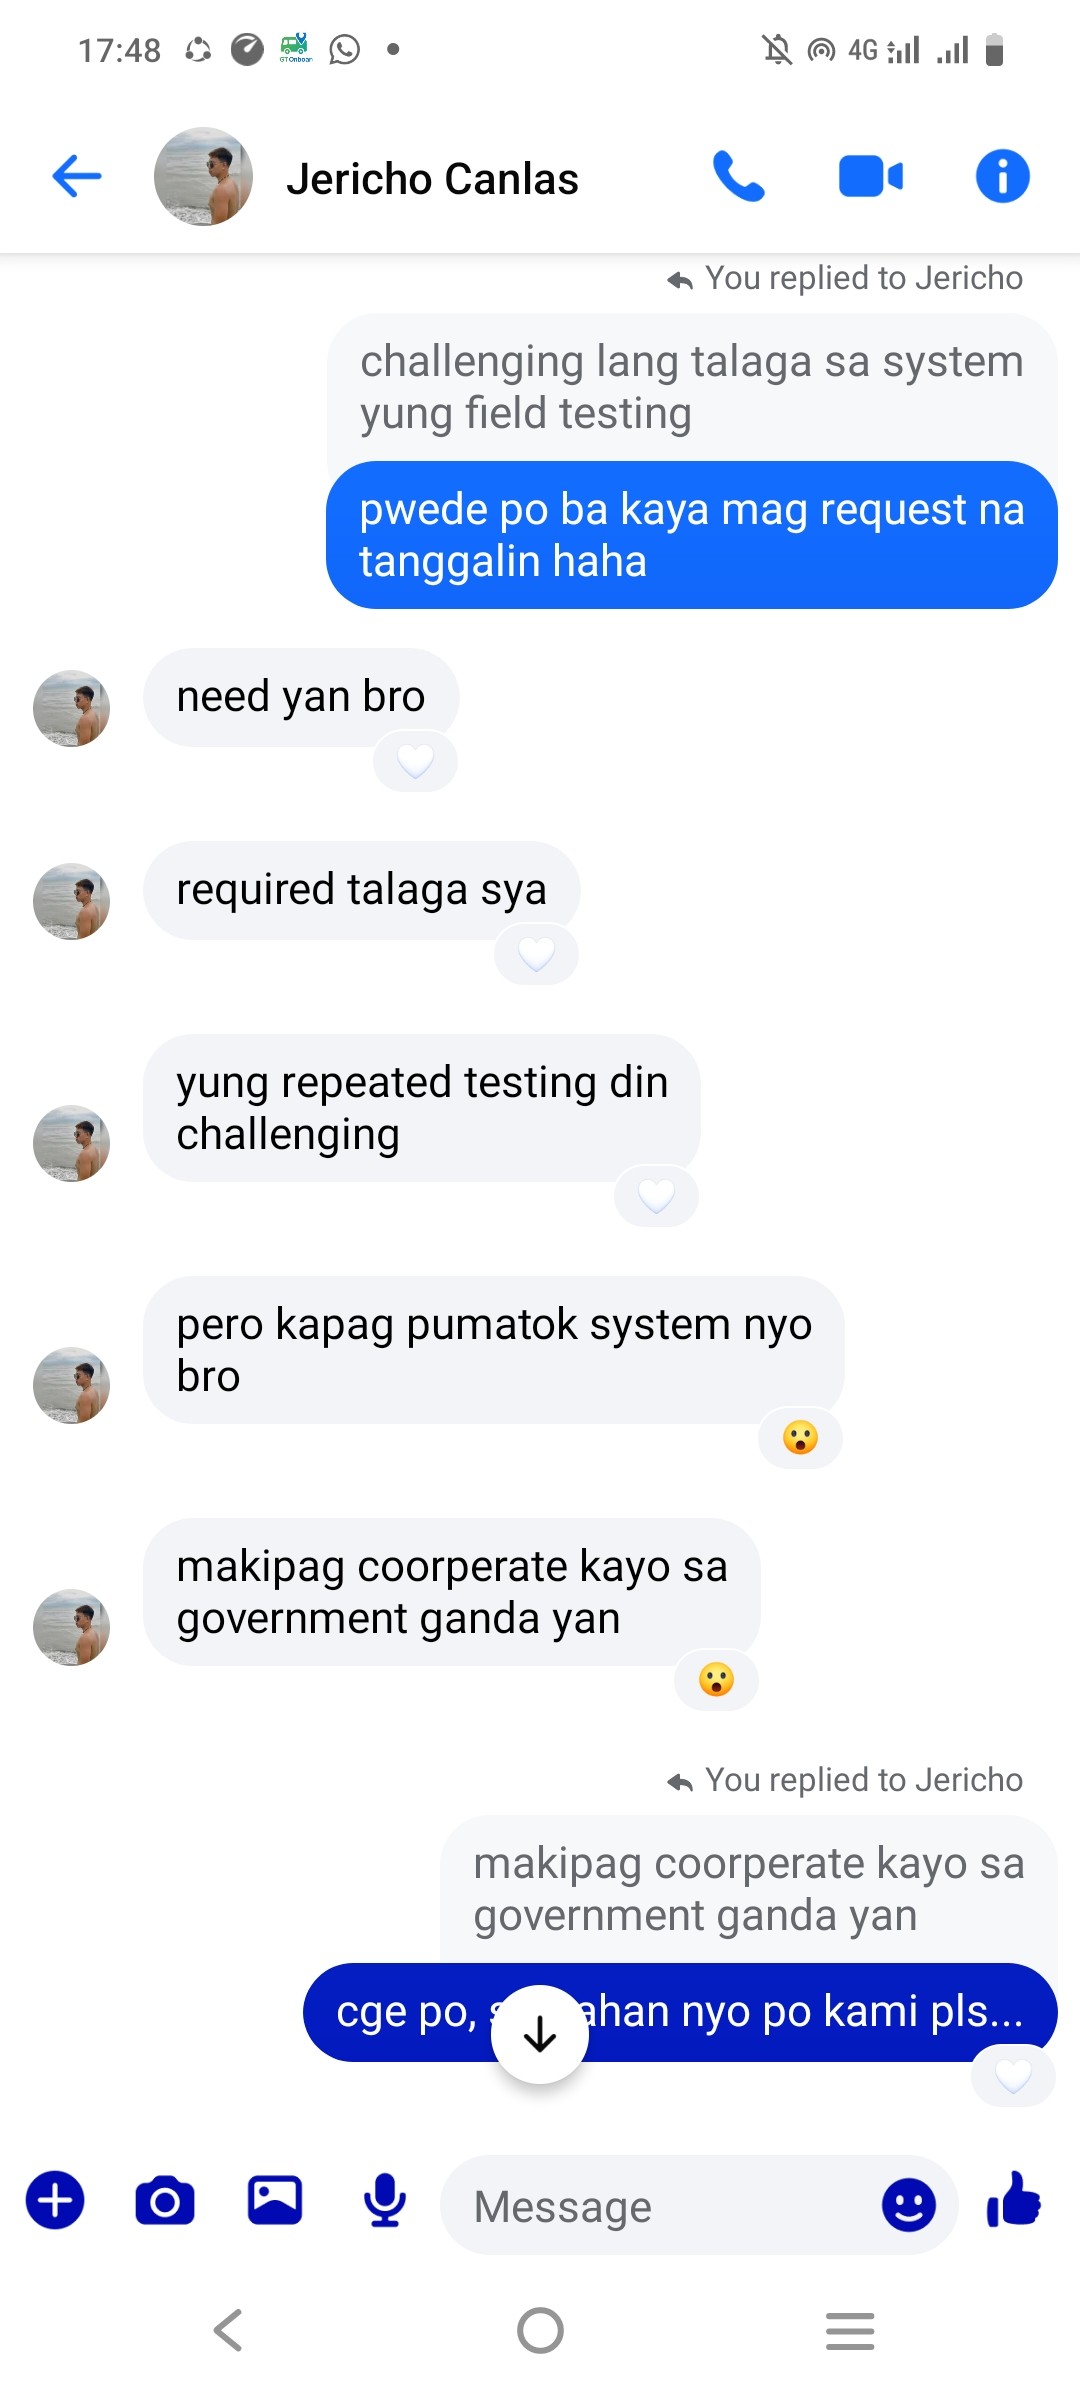 17:48
GTOnboard
4G
Jericho Canlas
You replied to Jericho
challenging lang talaga sa system
yung field testing
pwede po ba kaya mag request na
tanggalin haha
need yan bro
required talaga sya
yung repeated testing din
challenging
pero kapag pumatok system nyo
bro
makipag coorperate kayo sa
government ganda yan
You replied to Jericho
makipag coorperate kayo sa
government ganda yan
cge po, nyo po kami pls...
Message